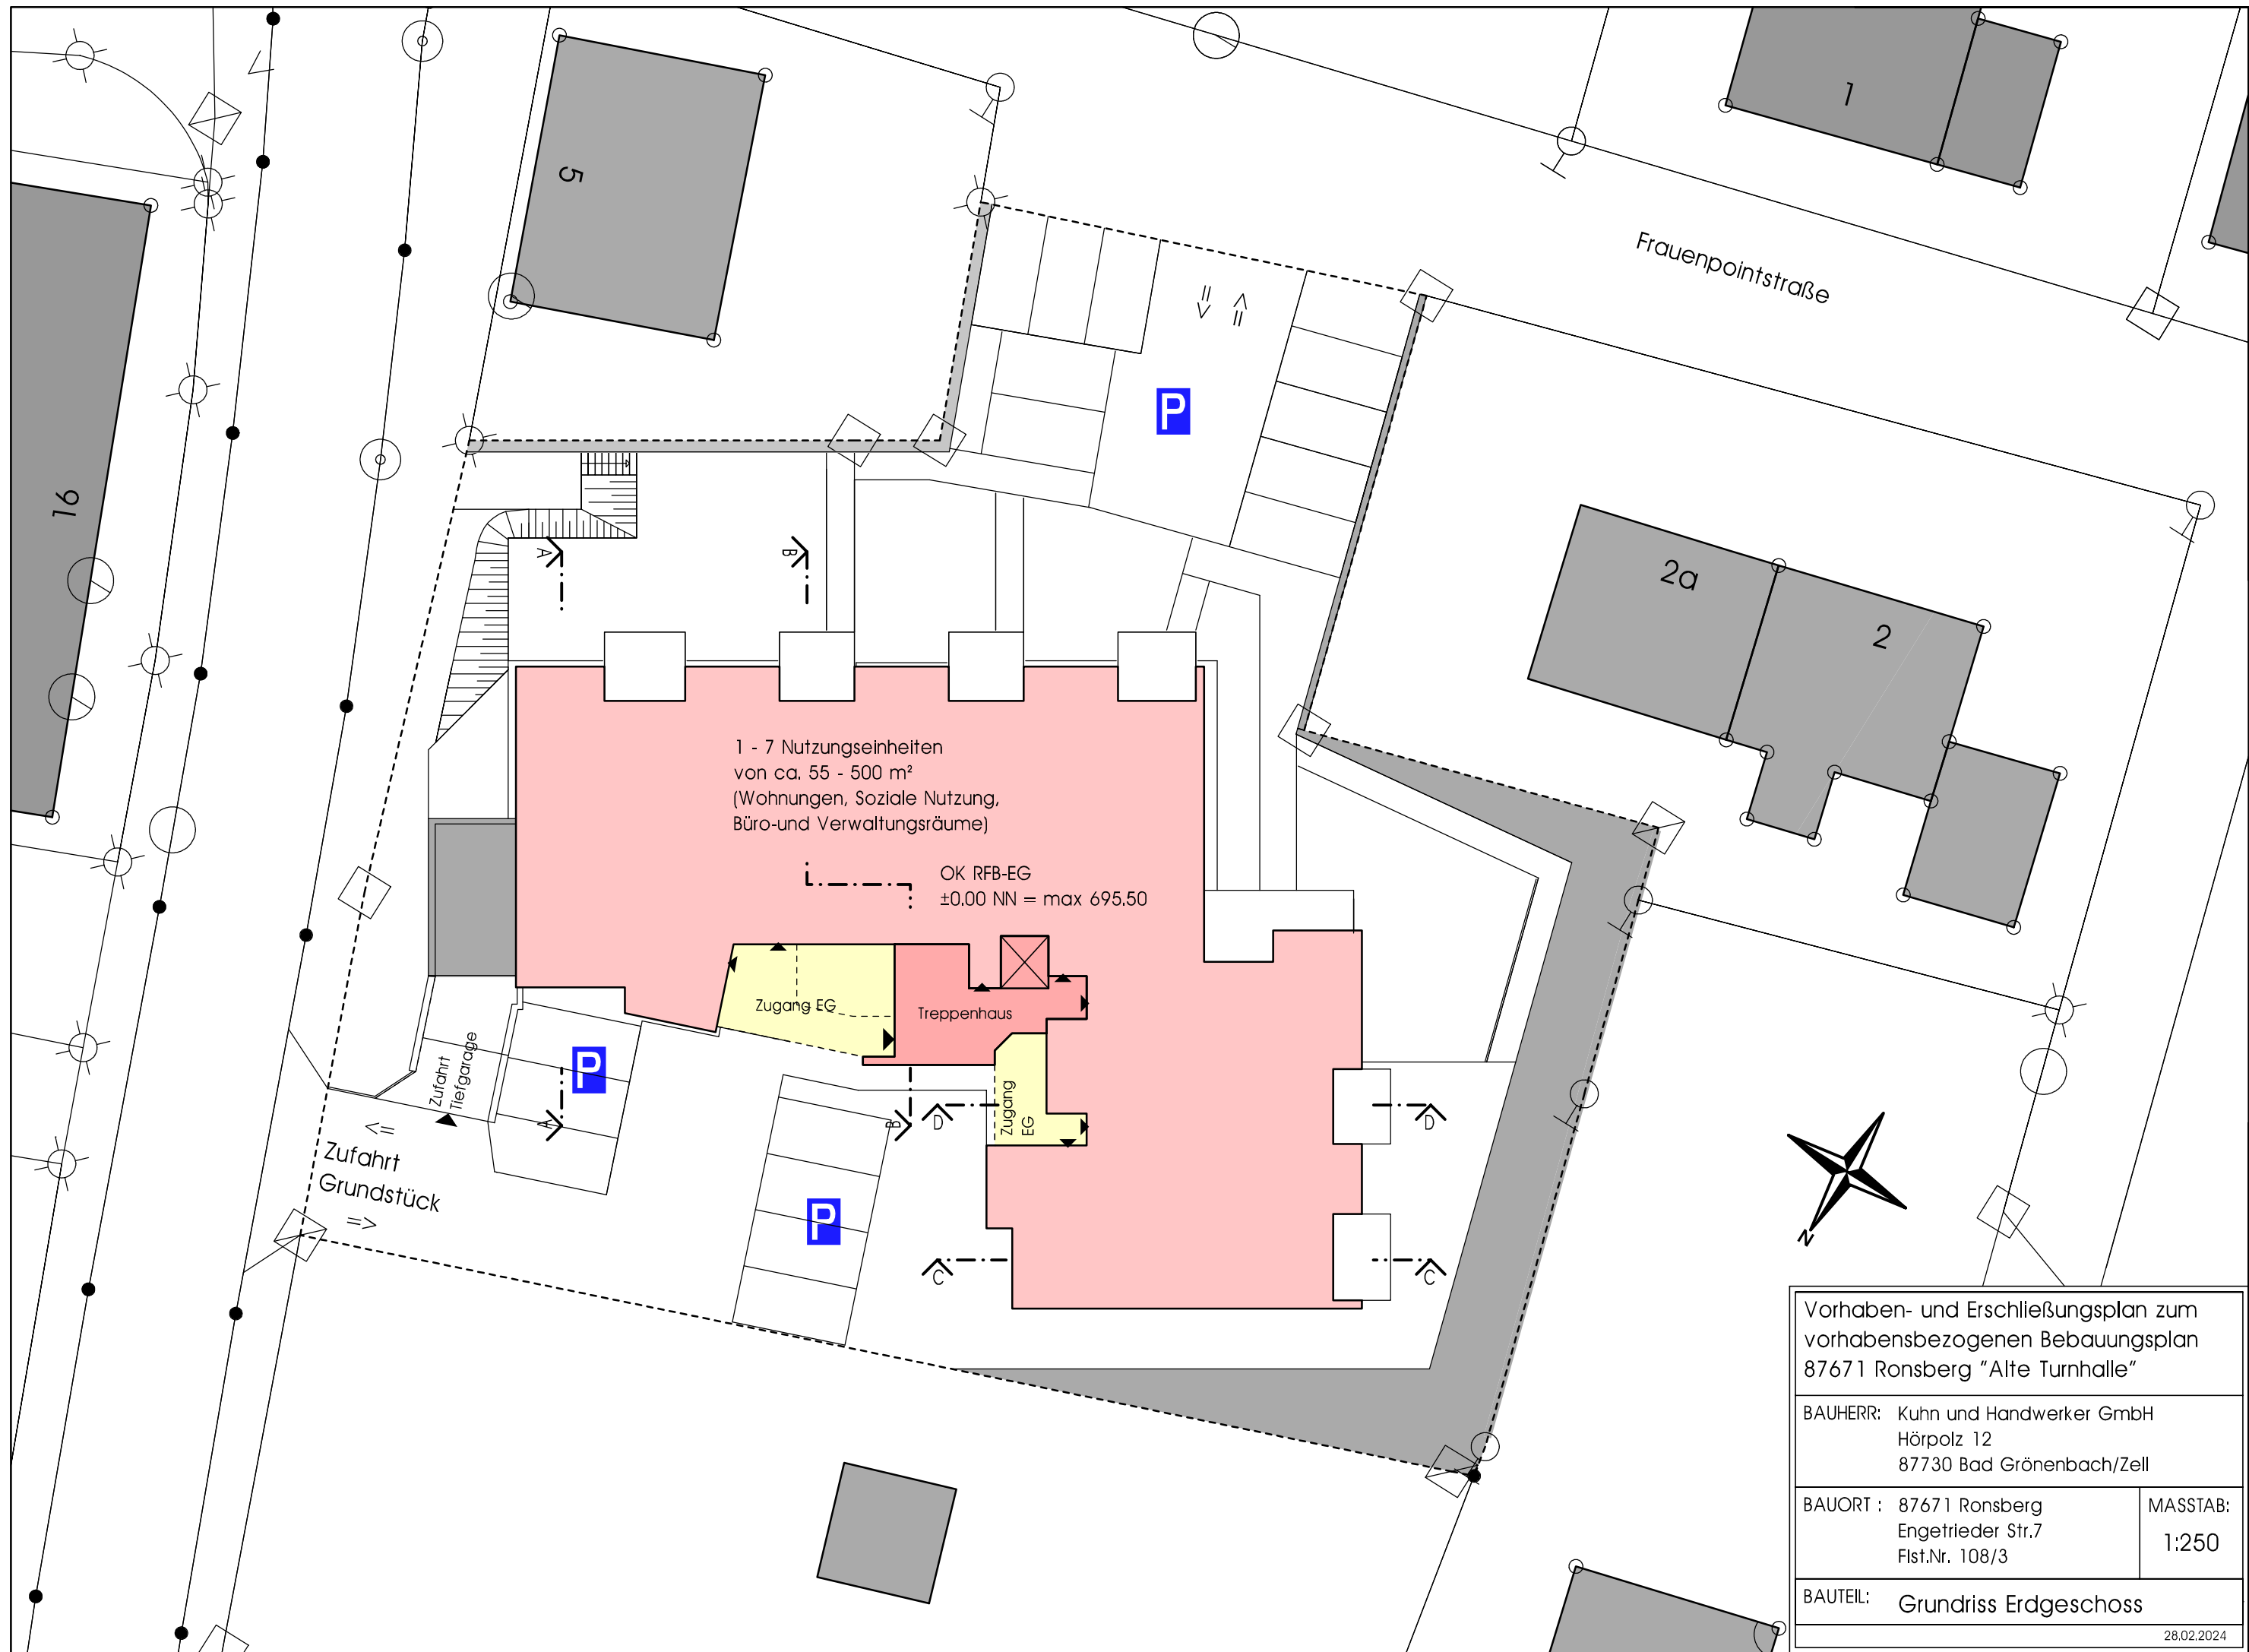 5
1
Frauenpointstraße
P
16
2a
2
A
B
1 - 7 Nutzungseinheiten
von ca. 55 - 500 m²
(Wohnungen, Soziale Nutzung,
Büro-und Verwaltungsräume)
OK RFB-EG
±0.00 NN = max 695.50
Zugang EG
Treppenhaus
Zufahrt
Tiefgarage
P
Zugang
EG
A
B
D
D
<=
Zufahrt
Grundstück
=>
P
C
C
N
Vorhaben- und Erschließungsplan zum
vorhabensbezogenen Bebauungsplan
87671 Ronsberg "Alte Turnhalle"
BAUHERR: Kuhn und Handwerker GmbH
Hörpolz 12
87730 Bad Grönenbach/Zell
BAUORT : 87671 Ronsberg
Engetrieder Str.7
Flst.Nr. 108/3
MASSTAB:
1:250
BAUTEIL: Grundriss Erdgeschoss
28.02.2024